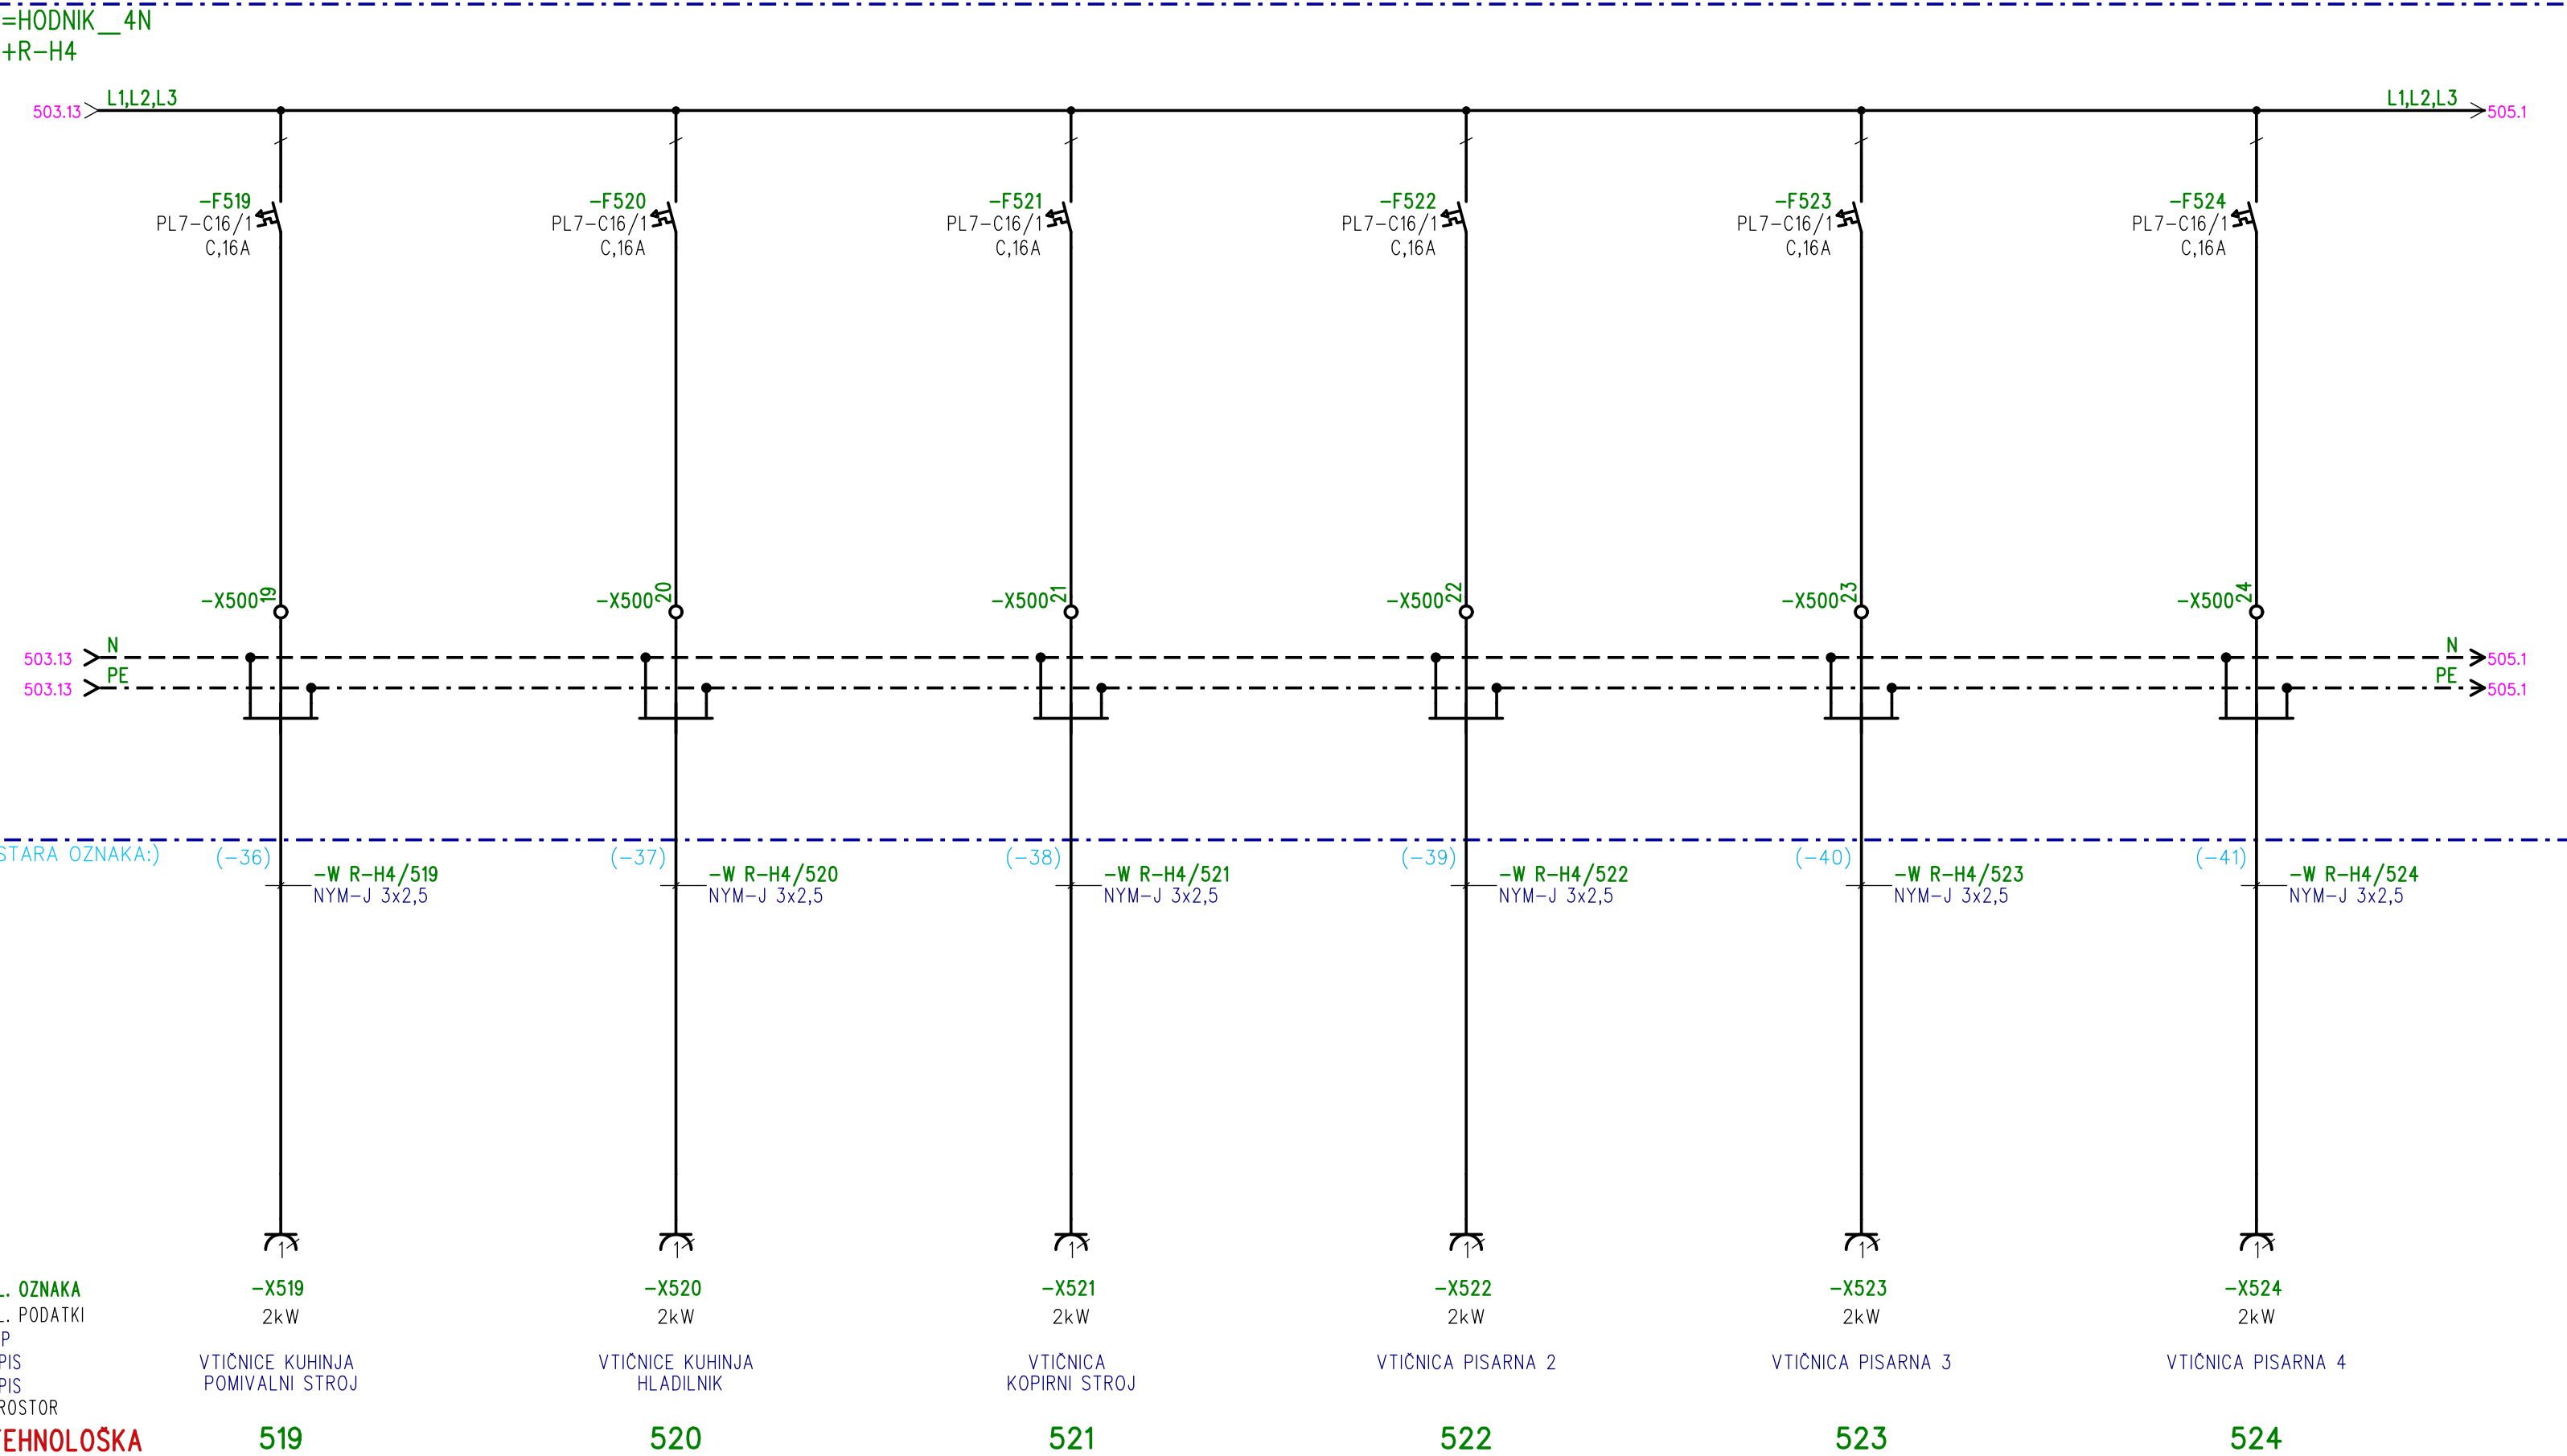 =HODNIK__4N
+R-H4
503.13 L1,L2,L3 L1,L2,L3 505.1
-F519 -F520 -F521 -F522 -F523 -F524
PL7-C16/1 PL7-C16/1 PL7-C16/1 PL7-C16/1 PL7-C16/1 PL7-C16/1
C,16A C,16A C,16A C,16A C,16A C,16A
-X500 19 -X500 20 -X500 21 -X500 22 -X500 23 -X500 24
503.13 N N 505.1
503.13 PE PE 505.1
STARA OZNAKA:) (-36) (-37) (-38) (-39) (-40) (-41)
-W R-H4/519 -W R-H4/520 -W R-H4/521 -W R-H4/522 -W R-H4/523 -W R-H4/524
NYM-J 3x2,5 NYM-J 3x2,5 NYM-J 3x2,5 NYM-J 3x2,5 NYM-J 3x2,5 NYM-J 3x2,5
1 1 1 1 1 1
L. OZNAKA -X519 -X520 -X521 -X522 -X523 -X524
L. PODATKI 2kW 2kW 2kW 2kW 2kW 2kW
P
PIS VTIČNICE KUHINJA VTIČNICE KUHINJA VTIČNICA VTIČNICA PISARNA 2 VTIČNICA PISARNA 3 VTIČNICA PISARNA 4
PIS POMIVALNI STROJ HLADILNIK KOPIRNI STROJ
ROSTOR
TEHNOLOŠKA 519 520 521 522 523 524